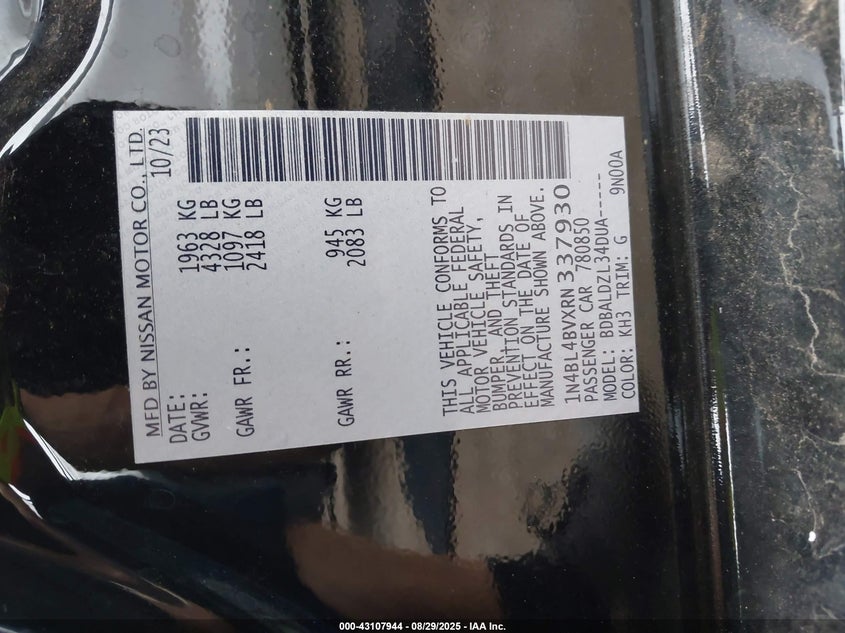 MFD BY NISSAN MOTOR CO., LTD.
DATE: 10/23
GVWR: 1963 KG
4328 LB
GAWR FR.: 1097 KG
2418 LB
GAWR RR.: 945 KG
2083 LB
THIS VEHICLE CONFORMS TO
ALL APPLICABLE FEDERAL
MOTOR VEHICLE SAFETY,
BUMPER, AND THEFT
PREVENTION STANDARDS IN
EFFECT ON THE DATE OF
MANUFACTURE SHOWN ABOVE.
1N4BL4BVXRN337930
PASSENGER CAR 780850
MODEL: BDBALDZL34DUA------
COLOR: KH3 TRIM: G 9N00A
000-43107944 - 08/29/2025 - IAA Inc.